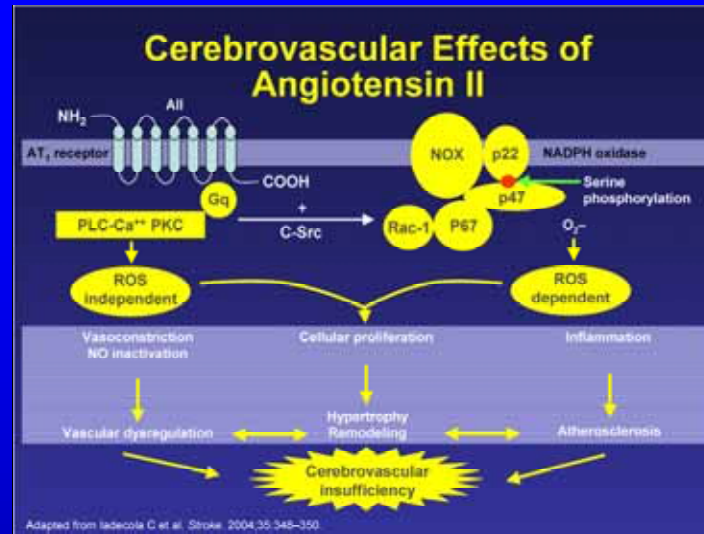 Cerebrovascular Effects of
Angiotensin II
AII
NH₂
AT₁ receptor
COOH
Gq
PLC-Ca⁺⁺ PKC
+
C-Src
NOX
p22
NADPH oxidase
p47
Serine
phosphorylation
Rac-1
P67
O₂–
ROS
independent
ROS
dependent
Vasoconstriction
NO inactivation
Cellular proliferation
Inflammation
Vascular dysregulation
Hypertrophy
Remodeling
Atherosclerosis
Cerebrovascular
insufficiency
Adapted from Iadecola C et al. Stroke. 2004;35:348–350.